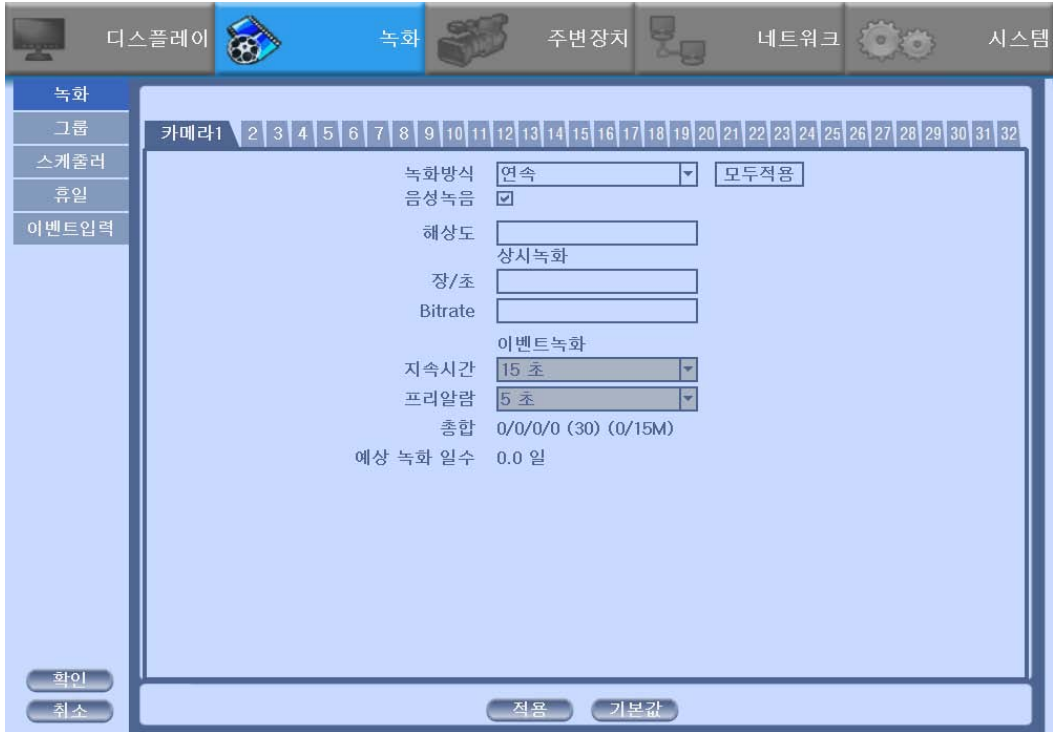 디스플레이 녹화 주변장치 네트워크 시스템
녹화
그룹
스케줄러
휴일
이벤트입력
카메라1 2 3 4 5 6 7 8 9 10 11 12 13 14 15 16 17 18 19 20 21 22 23 24 25 26 27 28 29 30 31 32
녹화방식 연속 모두적용
음성녹음
해상도
상시녹화
장/초
Bitrate
이벤트녹화
지속시간 15 초
프리알람 5 초
총합 0/0/0/0 (30) (0/15M)
예상 녹화 일수 0.0 일
확인
취소
적용 기본값